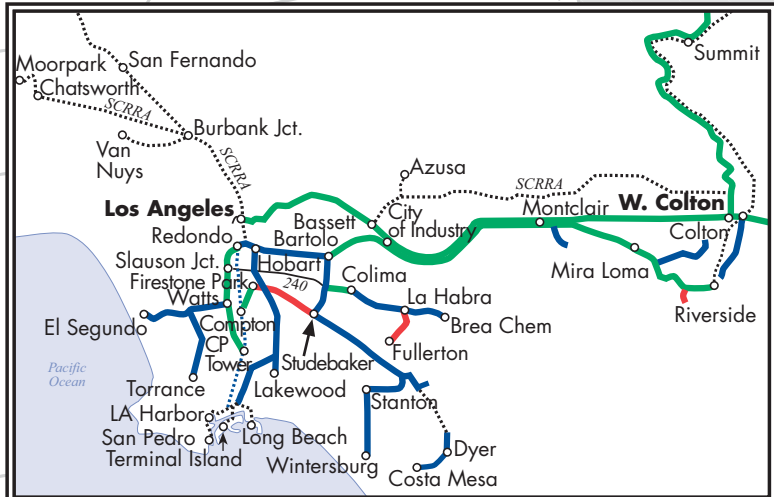 Summit
Moorpark
San Fernando
Chatsworth
SCRRA
Burbank Jct.
Van
Nuys
SCRRA
Azusa
SCRRA
Los Angeles
Bassett
City
of Industry
Montclair
W. Colton
Colton
Redondo
Bartolo
Hobart
Slauson Jct.
Firestone Park
240
Colima
Mira Loma
Watts
La Habra
Riverside
El Segundo
Compton
Brea Chem
CP
Tower
Studebaker
Fullerton
Pacific
Ocean
Torrance
Lakewood
Stanton
LA Harbor
San Pedro
Long Beach
Terminal Island
Wintersburg
Dyer
Costa Mesa